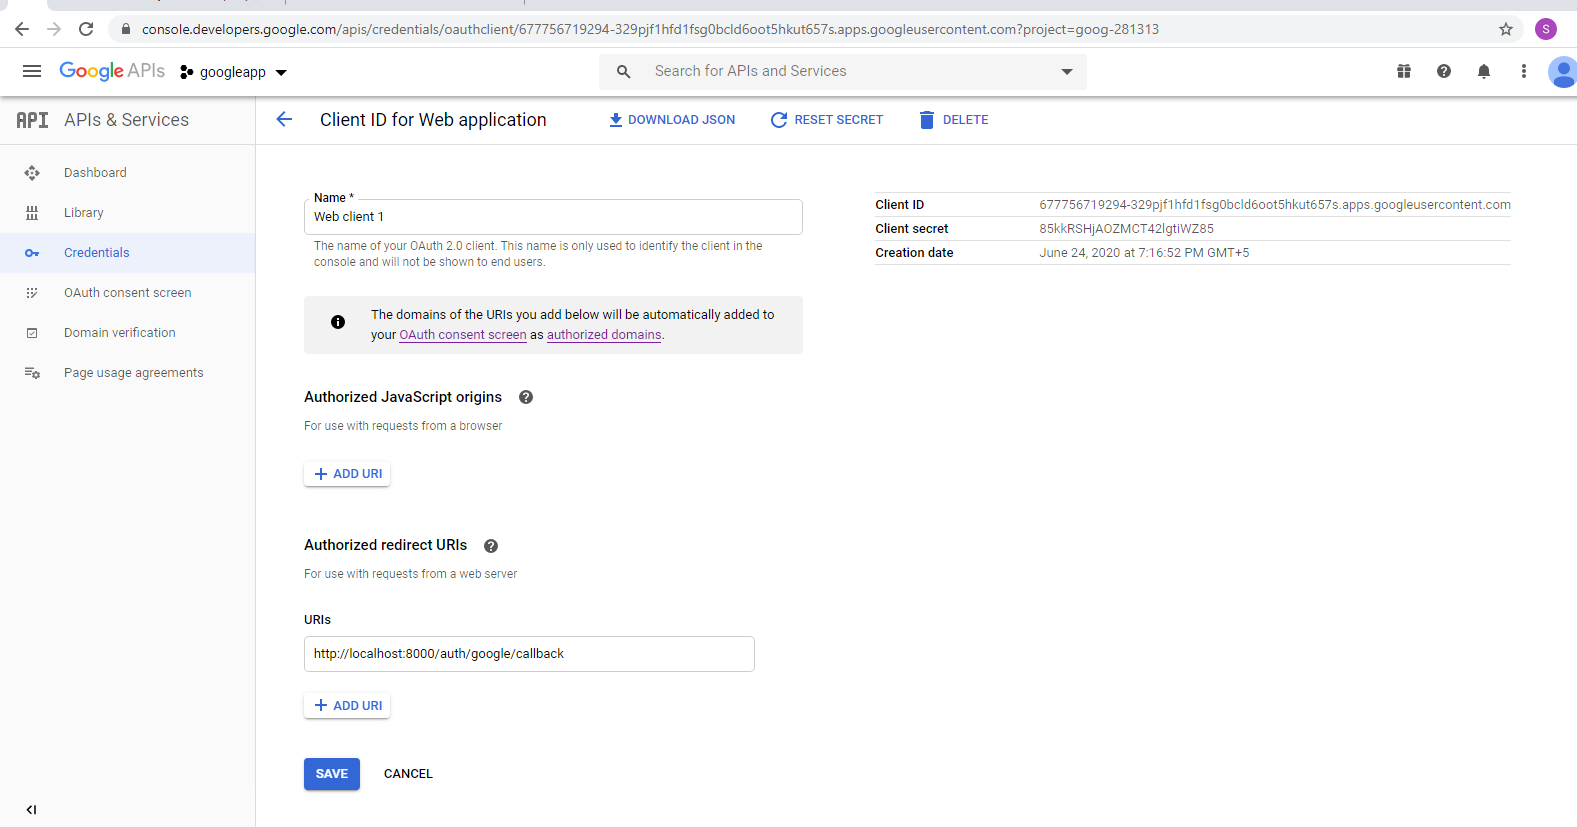 console.developers.google.com/apis/credentials/oauthclient/677756719294-329pjf1hfd1fsg0bcld6oot5hkut657s.apps.googleusercontent.com?project=goog-281313
S
Google APIs
googleapp
Search for APIs and Services
API APIs & Services
Client ID for Web application
DOWNLOAD JSON
RESET SECRET
DELETE
Dashboard
Library
Credentials
OAuth consent screen
Domain verification
Page usage agreements
Name *
Web client 1
The name of your OAuth 2.0 client. This name is only used to identify the client in the
console and will not be shown to end users.
The domains of the URIs you add below will be automatically added to
your OAuth consent screen as authorized domains.
Authorized JavaScript origins
For use with requests from a browser
ADD URI
Authorized redirect URIs
For use with requests from a web server
URIs
http://localhost:8000/auth/google/callback
ADD URI
SAVE
CANCEL
Client ID 677756719294-329pjf1hfd1fsg0bcld6oot5hkut657s.apps.googleusercontent.com
Client secret 85kkRSHjAOZMCT42lgtiWZ85
Creation date June 24, 2020 at 7:16:52 PM GMT+5